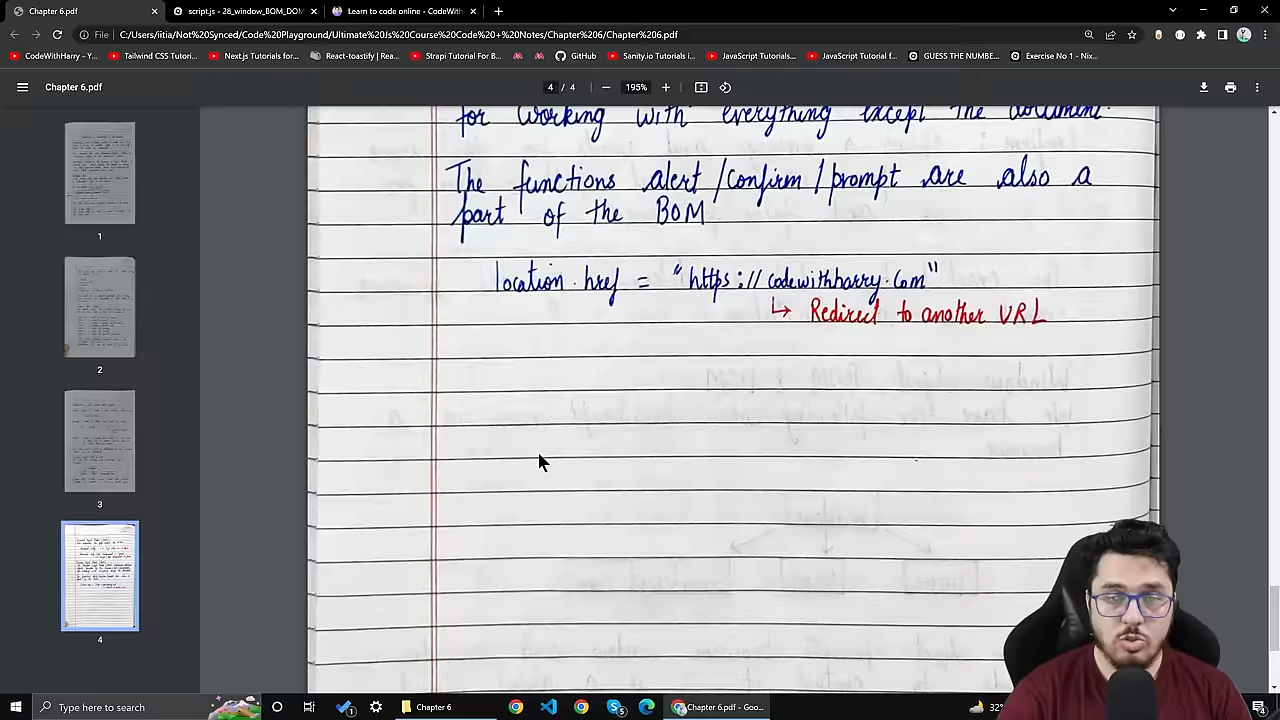 Chapter 6.pdf
script.js - 28_window_BOM_DOM
Learn to code online - CodeWith
File
C:/Users/iitia/Not%20Synced/Code%20Playground/Ultimate%20Js%20Course%20Code%20+%20Notes/Chapter%206/Chapter%206.pdf
CodeWithHarry - Y...
Tailwind CSS Tutori...
Next.js Tutorials for...
React-toastify | Rea...
Strapi Tutorial For B...
GitHub
Sanity.io Tutorials i...
JavaScript Tutorials...
JavaScript Tutorial f...
GUESS THE NUMBE...
Exercise No 1 - Nix...
Chapter 6.pdf
4 / 4
195%
1
2
3
4
for working with everything except the document.
The functions alert/confirm/prompt are also a
part of the BOM
location.href = "https://codewithharry.com"
↳ Redirect to another URL
Type here to search
Chapter 6
Chapter 6.pdf - Goo...
32°